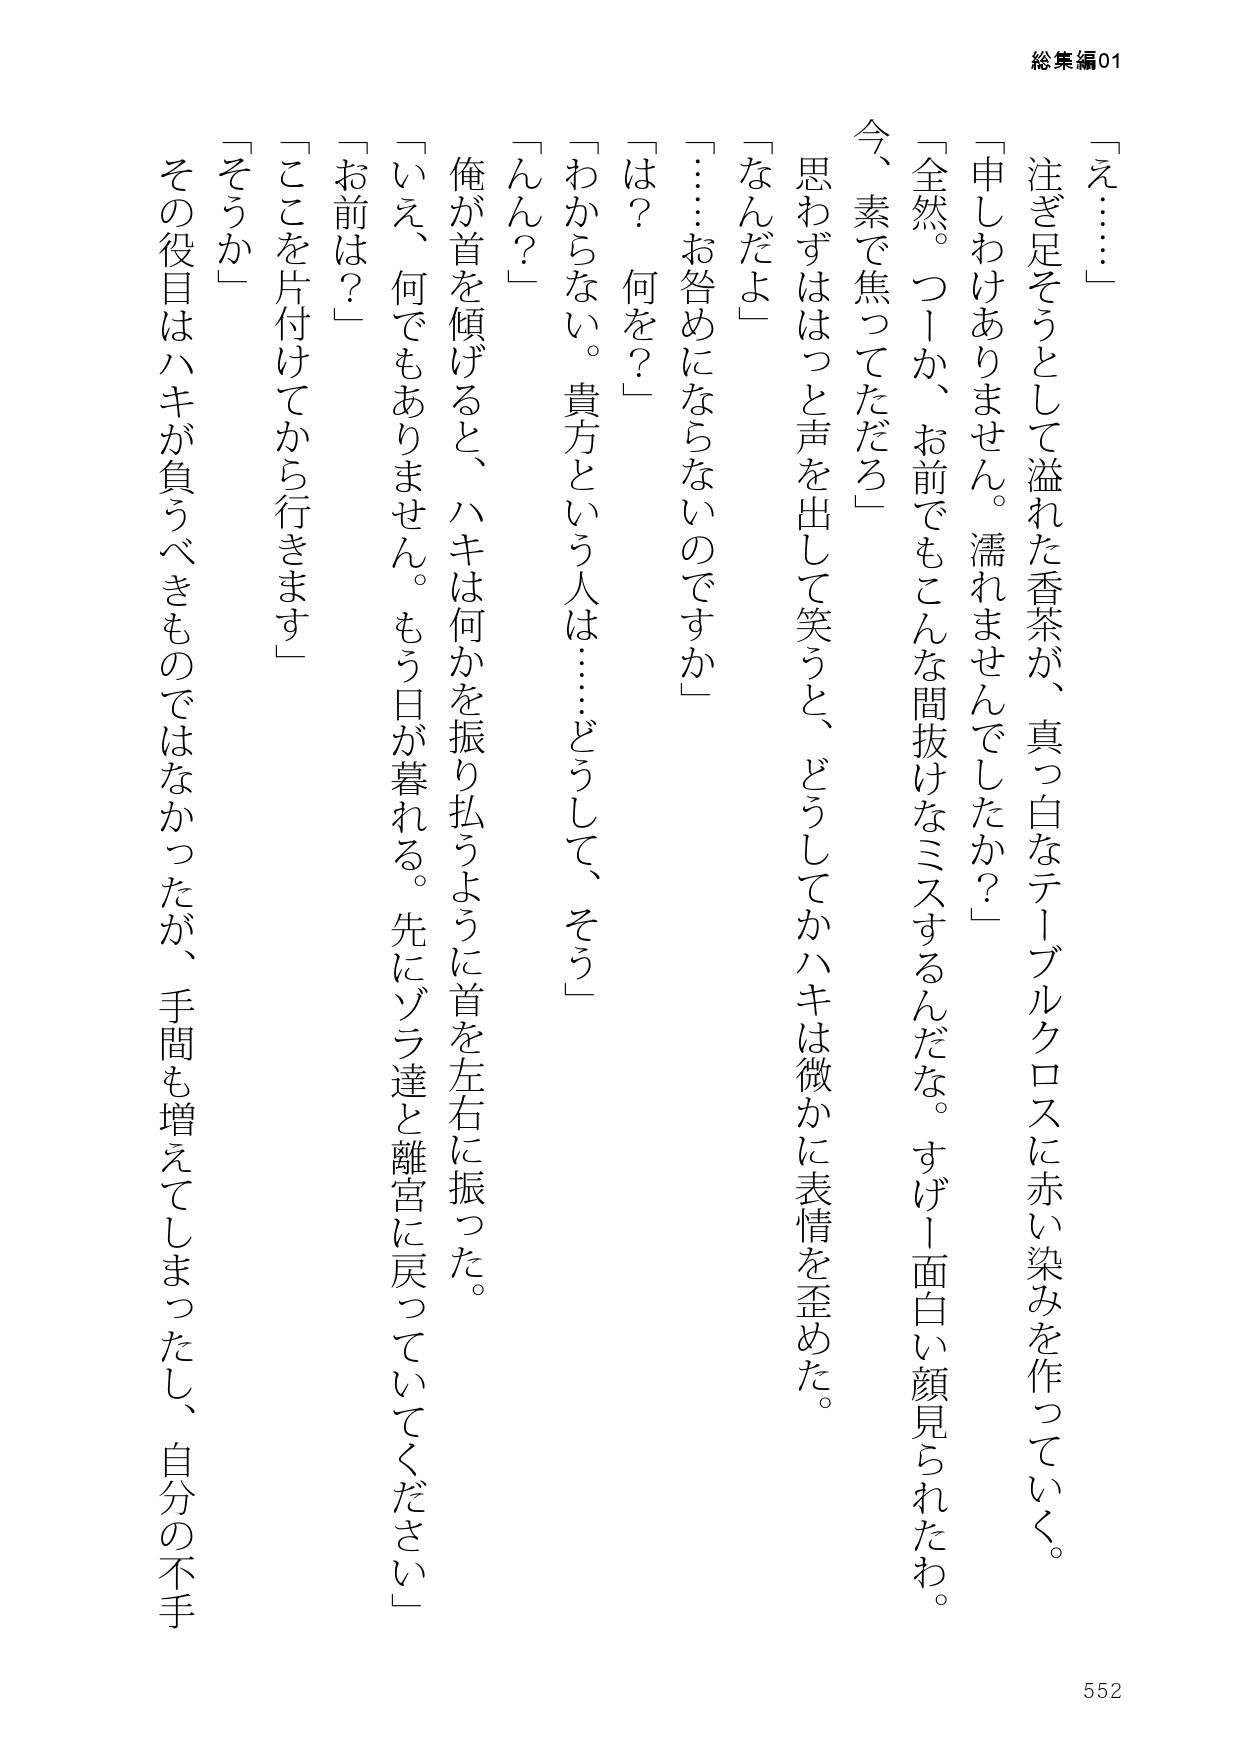 総集編01
「え……」
　注ぎ足そうとして溢れた香茶が、真っ白なテーブルクロスに赤い染みを作っていく。
「申しわけありません。濡れませんでしたか？」
「全然。つーか、お前でもこんな間抜けなミスするんだな。すげー面白い顔見られたわ。
今、素で焦ってただろ」
　思わずははっと声を出して笑うと、どうしてかハキは微かに表情を歪めた。
「なんだよ」
「……お咎めにならないのですか」
「は？　何を？」
「わからない。貴方という人は……どうして、そう」
「んん？」
　俺が首を傾げると、ハキは何かを振り払うように首を左右に振った。
「いえ、何でもありません。もう日が暮れる。先にゾラ達と離宮に戻っていてください」
「お前は？」
「ここを片付けてから行きます」
「そうか」
　その役目はハキが負うべきものではなかったが、手間も増えてしまったし、自分の不手
552